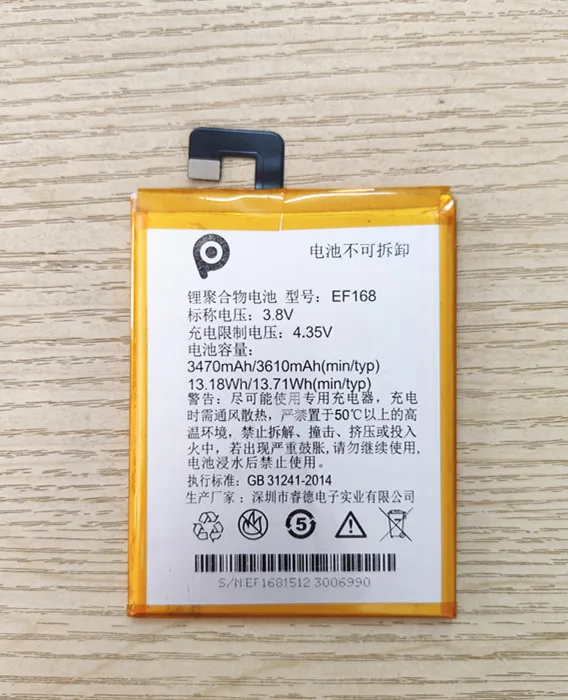 电池不可拆卸
锂聚合物电池 型号：EF168
标称电压：3.8V
充电限制电压：4.35V
电池容量：
3470mAh/3610mAh(min/typ)
13.18Wh/13.71Wh(min/typ)
警告：尽可能使用专用充电器，充电
时需通风散热，严禁置于50℃以上的高
温环境，禁止拆解、撞击、挤压或投入
火中，若出现严重鼓胀,请勿继续使用,
电池浸水后禁止使用。
执行标准：GB 31241-2014
生产厂家：深圳市睿德电子实业有限公司
5
S/N:EF1681512 3006990